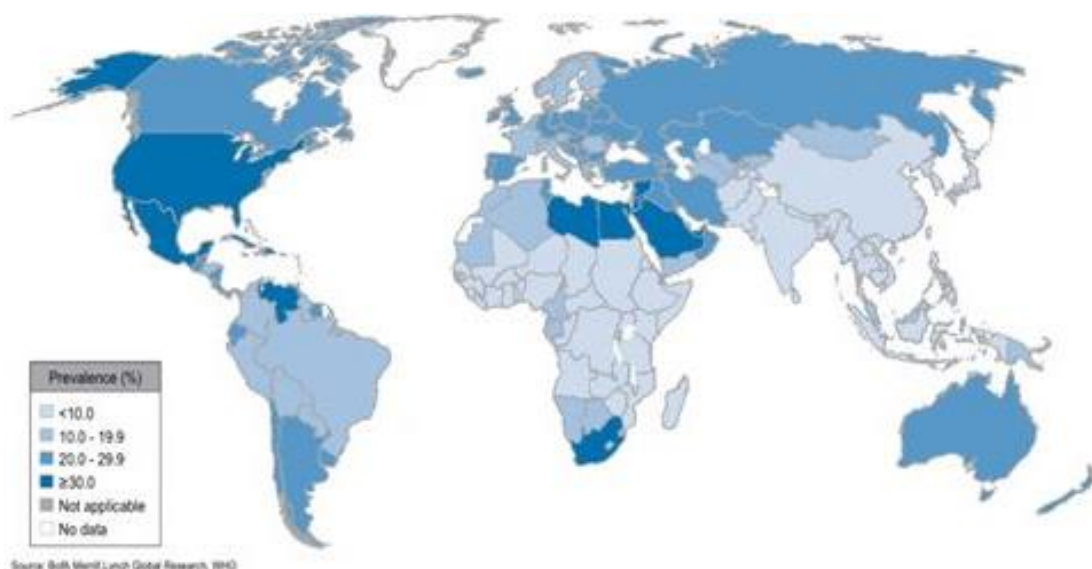 Prevalence (%)
<10.0
10.0 - 19.9
20.0 - 29.9
≥30.0
Not applicable
No data
Source: BofA Merrill Lynch Global Research, WHO